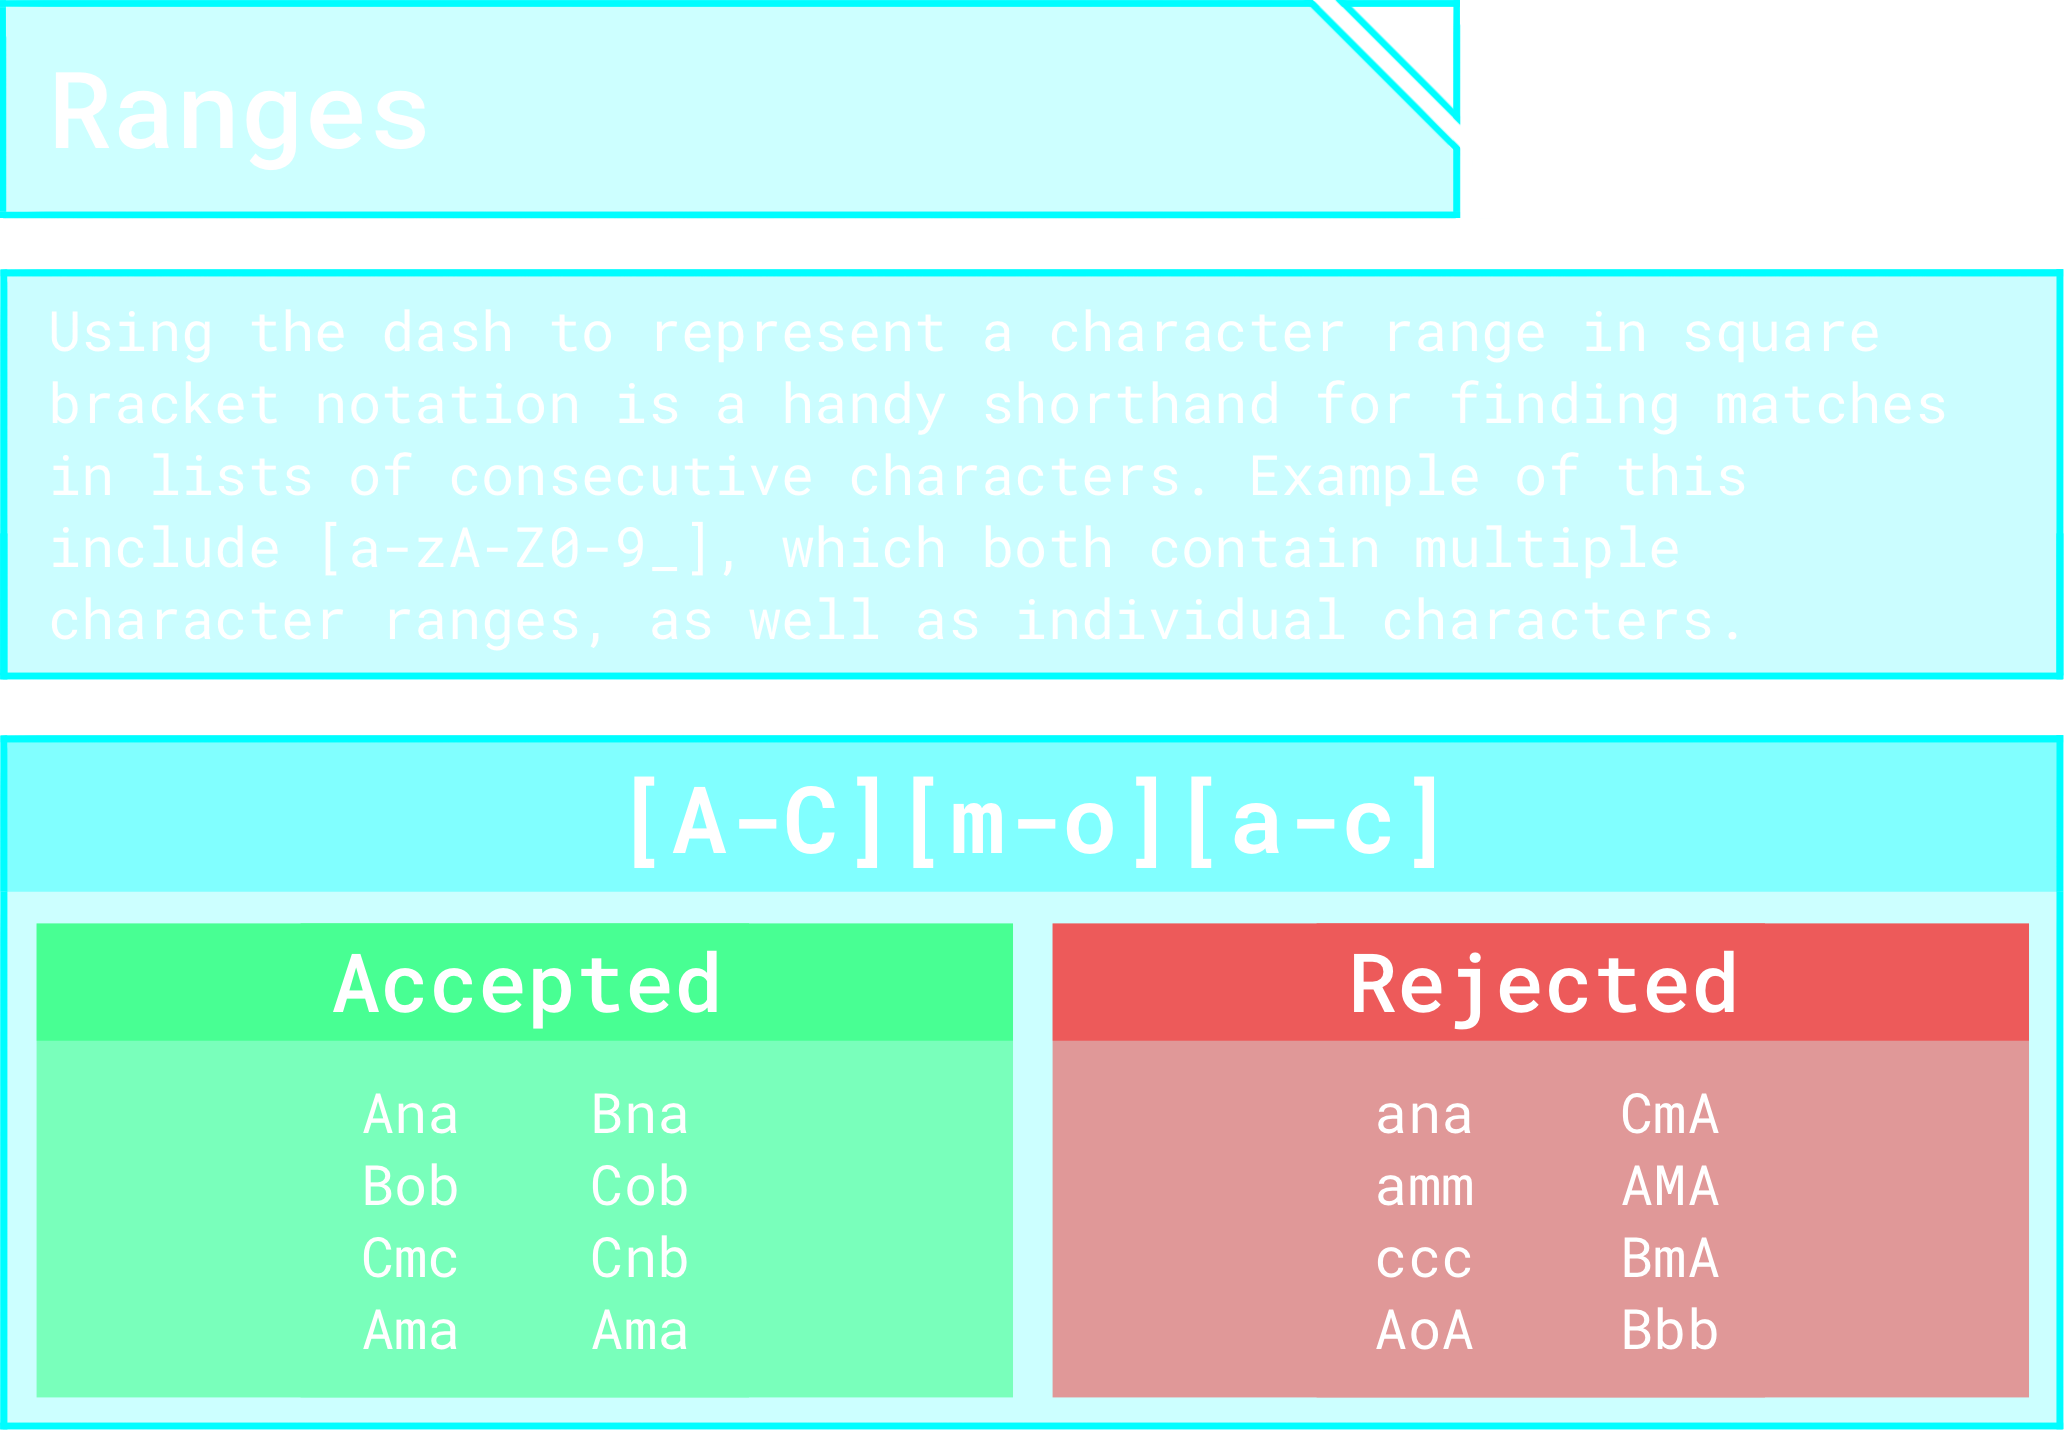 Ranges
Using the dash to represent a character range in square
bracket notation is a handy shorthand for finding matches
in lists of consecutive characters. Example of this
include [a-zA-Z0-9_], which both contain multiple
character ranges, as well as individual characters.
[A-C][m-o][a-c]
Accepted
Ana Bna
Bob Cob
Cmc Cnb
Ama Ama
Rejected
ana CmA
amm AMA
ccc BmA
AoA Bbb